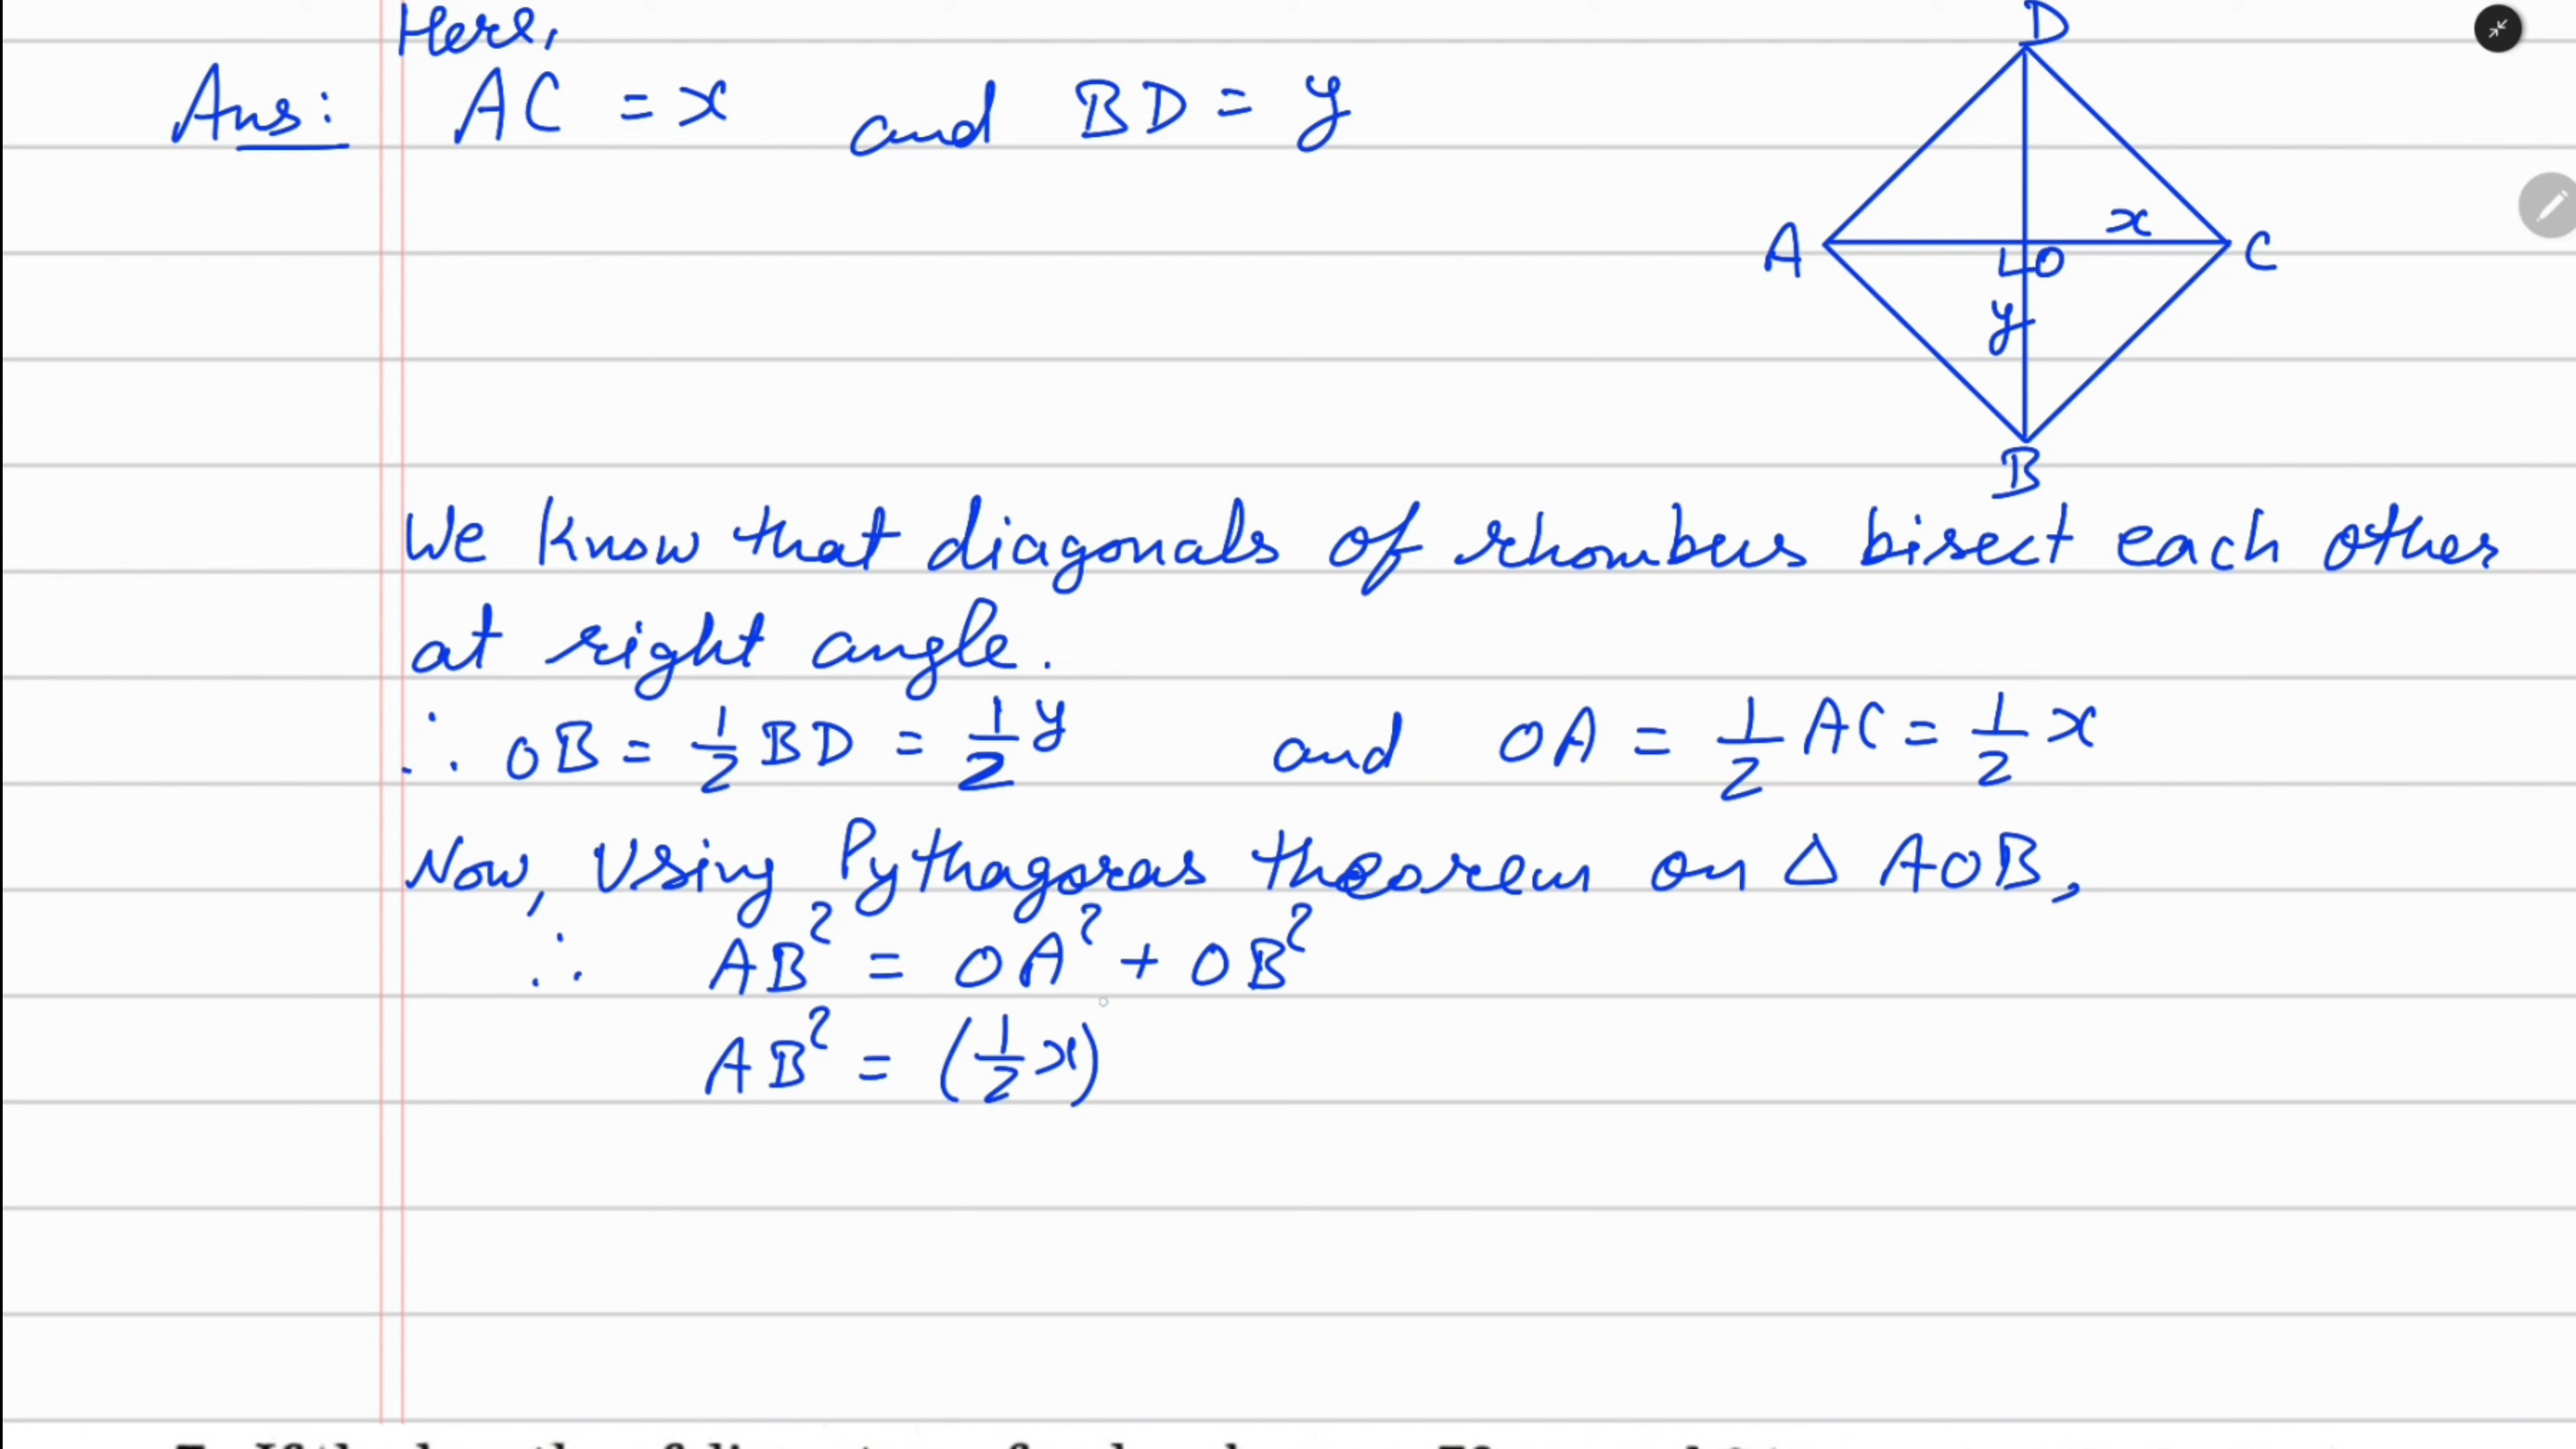 Here,
Ans: AC = x and BD = y
D
A
x
C
O
y
B
We know that diagonals of rhombus bisect each other
at right angle.
∴ OB = 1/2 BD = 1/2 y and OA = 1/2 AC = 1/2 x
Now, Using Pythagoreas theorem on Δ AOB,
∴ AB² = OA² + OB²
AB² = (1/2 x)